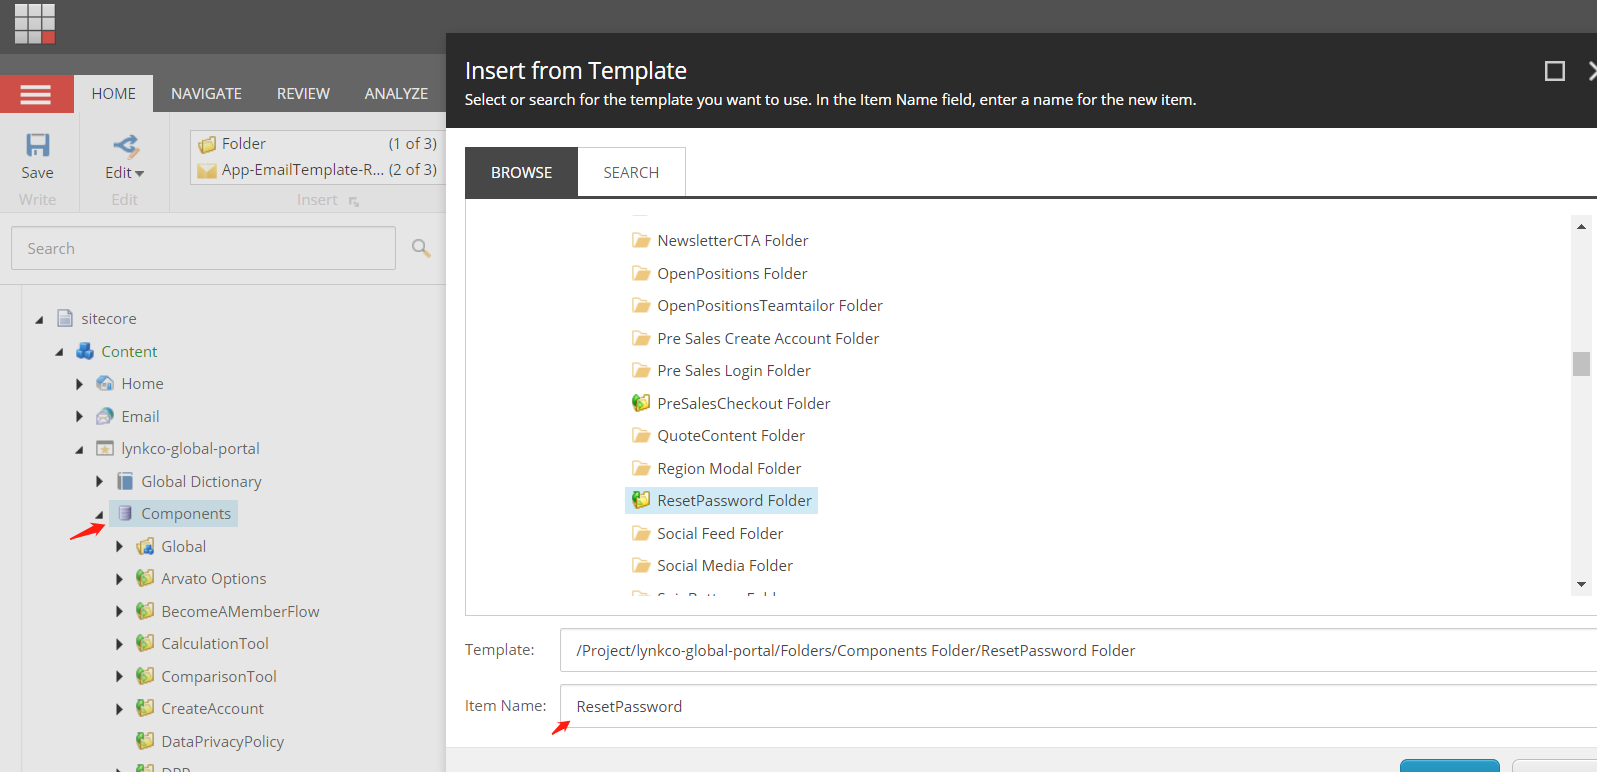 Insert from Template
Select or search for the template you want to use. In the Item Name field, enter a name for the new item.
HOME NAVIGATE REVIEW ANALYZE
Save
Write
Edit
Edit
Folder (1 of 3)
App-EmailTemplate-R... (2 of 3)
Insert
Search
sitecore
Content
Home
Email
lynkco-global-portal
Global Dictionary
Components
Global
Arvato Options
BecomeAMemberFlow
CalculationTool
ComparisonTool
CreateAccount
DataPrivacyPolicy
BROWSE SEARCH
NewsletterCTA Folder
OpenPositions Folder
OpenPositionsTeamtailor Folder
Pre Sales Create Account Folder
Pre Sales Login Folder
PreSalesCheckout Folder
QuoteContent Folder
Region Modal Folder
ResetPassword Folder
Social Feed Folder
Social Media Folder
Template: /Project/lynkco-global-portal/Folders/Components Folder/ResetPassword Folder
Item Name: ResetPassword